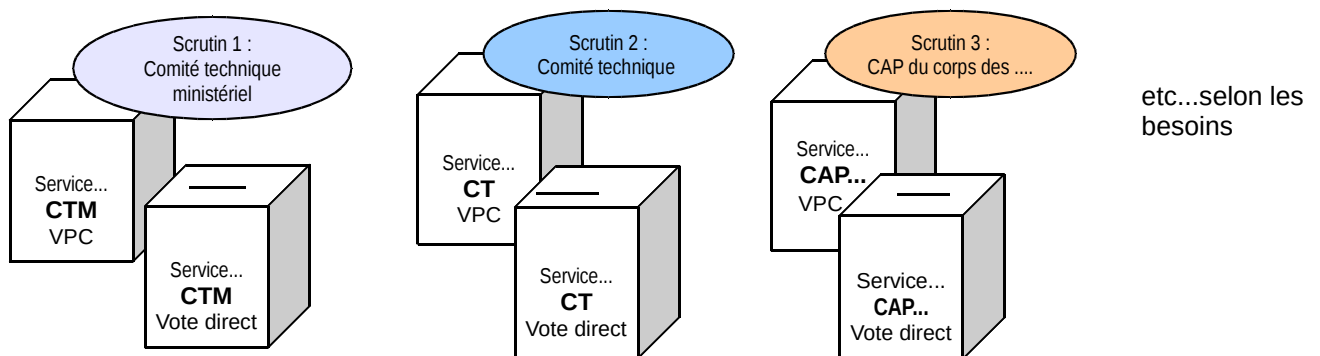 Scrutin 1 :
Comité technique
ministériel
Service...
CTM
VPC
Service...
CTM
Vote direct
Scrutin 2 :
Comité technique
Service...
CT
VPC
Service...
CT
Vote direct
Scrutin 3 :
CAP du corps des ....
Service...
CAP...
VPC
Service...
CAP...
Vote direct
etc...selon les
besoins